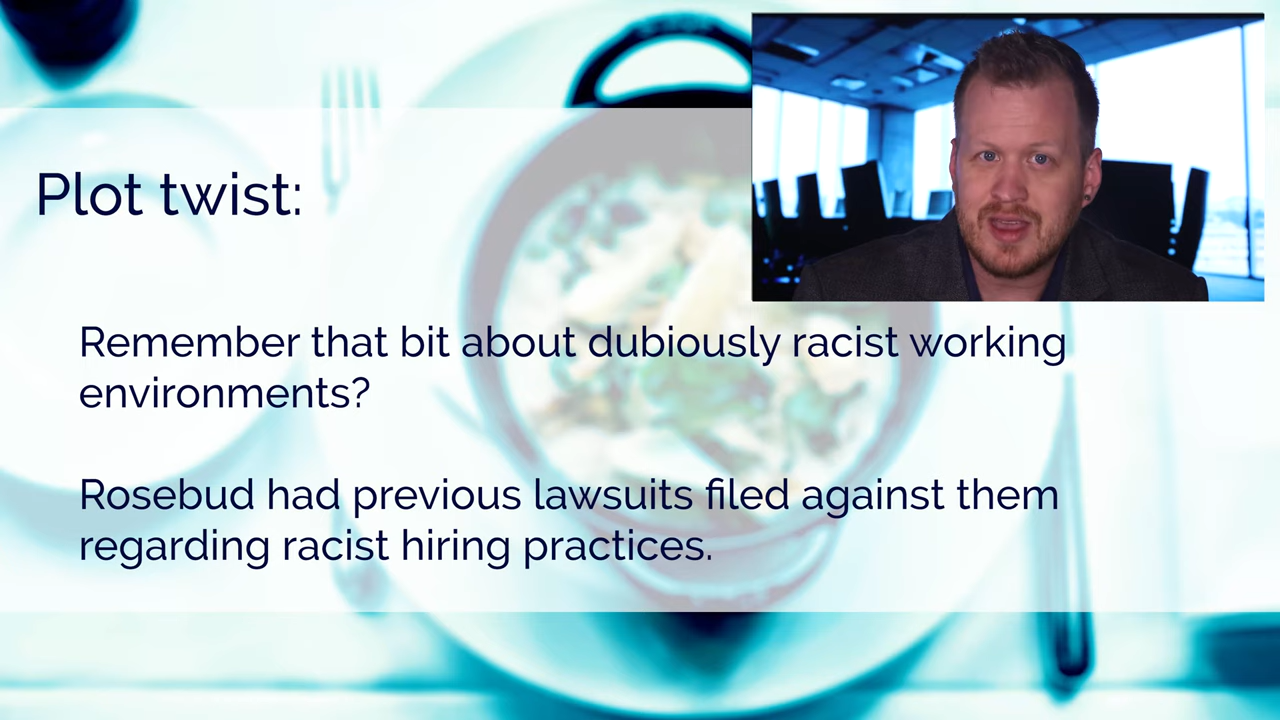 Plot twist:
Remember that bit about dubiously racist working
environments?
Rosebud had previous lawsuits filed against them
regarding racist hiring practices.